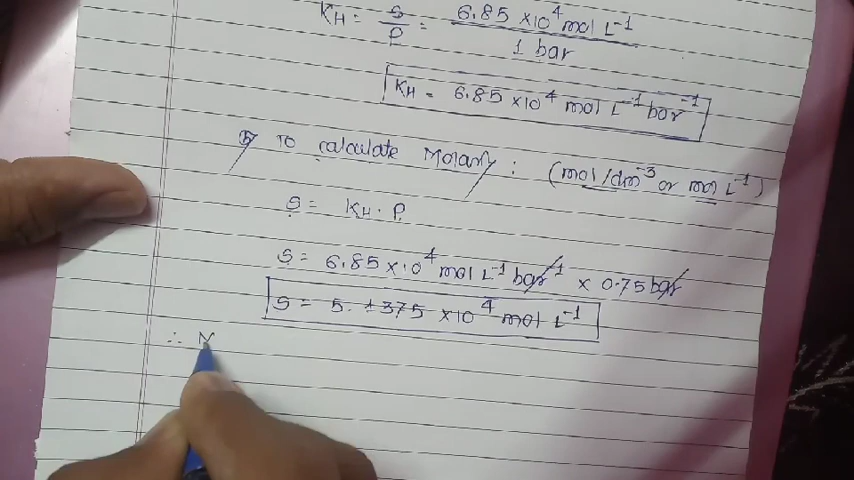 KH = S/P = 6.85 ×10⁴ mol L⁻¹ / 1 bar
KH = 6.85 ×10⁴ mol L⁻¹ bar⁻¹
To calculate Molarity : (mol/dm⁻³ or mol L⁻¹)
S = KH . P
S = 6.85 ×10⁴ mol L⁻¹ bar⁻¹ × 0.75 bar
S = 5.1375 ×10⁴ mol L⁻¹
∴